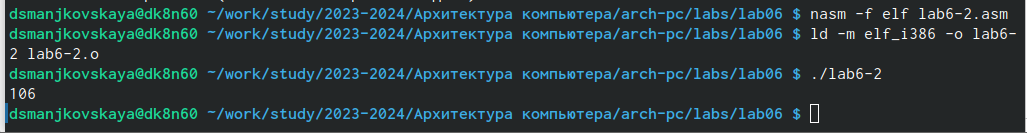 dsmanjkovskaya@dk8n60 ~/work/study/2023-2024/Архитектура компьютера/arch-pc/labs/lab06 $ nasm -f elf lab6-2.asm
dsmanjkovskaya@dk8n60 ~/work/study/2023-2024/Архитектура компьютера/arch-pc/labs/lab06 $ ld -m elf_i386 -o lab6-
2 lab6-2.o
dsmanjkovskaya@dk8n60 ~/work/study/2023-2024/Архитектура компьютера/arch-pc/labs/lab06 $ ./lab6-2
106
dsmanjkovskaya@dk8n60 ~/work/study/2023-2024/Архитектура компьютера/arch-pc/labs/lab06 $